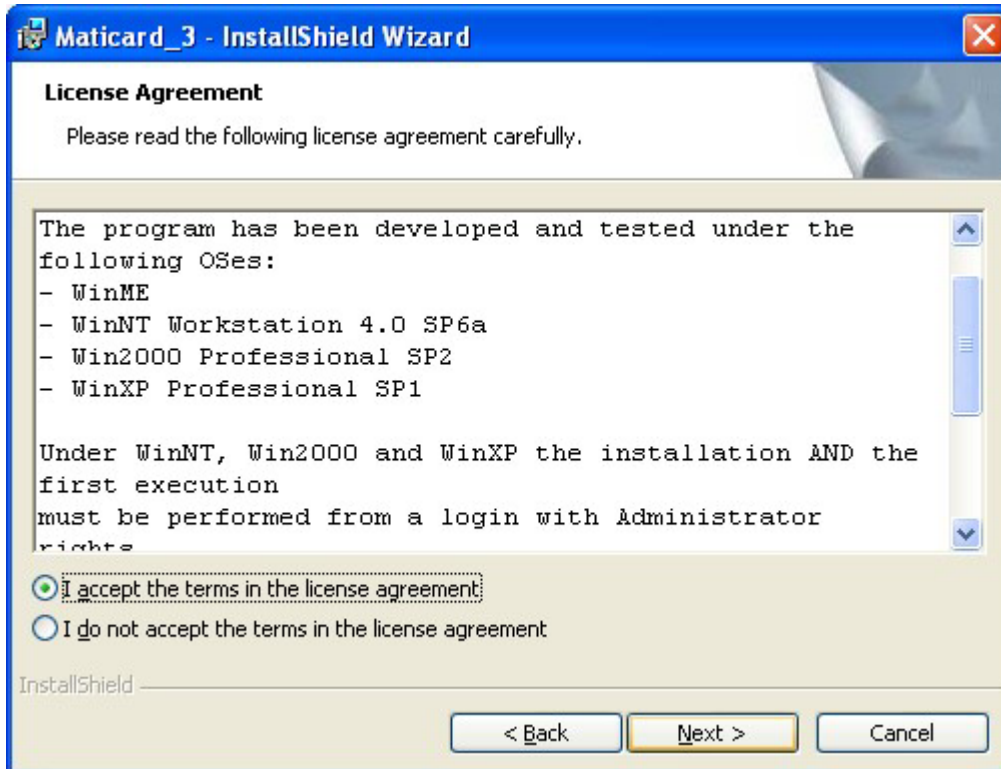 Maticard_3 - InstallShield Wizard
License Agreement
Please read the following license agreement carefully.
The program has been developed and tested under the
following OSes:
- WinME
- WinNT Workstation 4.0 SP6a
- Win2000 Professional SP2
- WinXP Professional SP1
Under WinNT, Win2000 and WinXP the installation AND the
first execution
must be performed from a login with Administrator
rights
I accept the terms in the license agreement
I do not accept the terms in the license agreement
InstallShield
< Back
Next >
Cancel